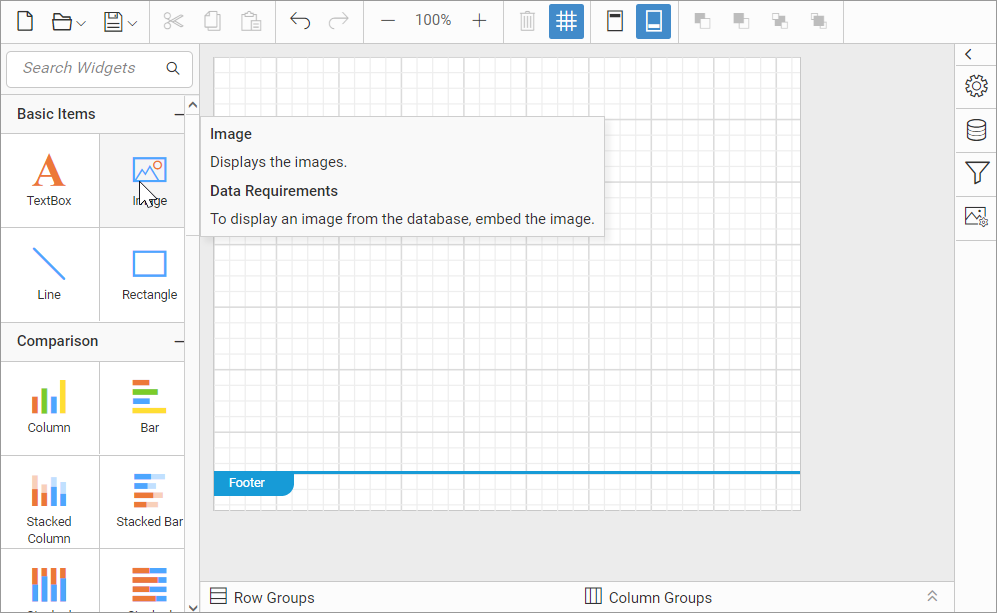 100%
Search Widgets
Basic Items
TextBox
Image
Image
Displays the images.
Data Requirements
To display an image from the database, embed the image.
Line
Rectangle
Comparison
Column
Bar
Stacked
Column
Stacked Bar
Footer
Row Groups
Column Groups